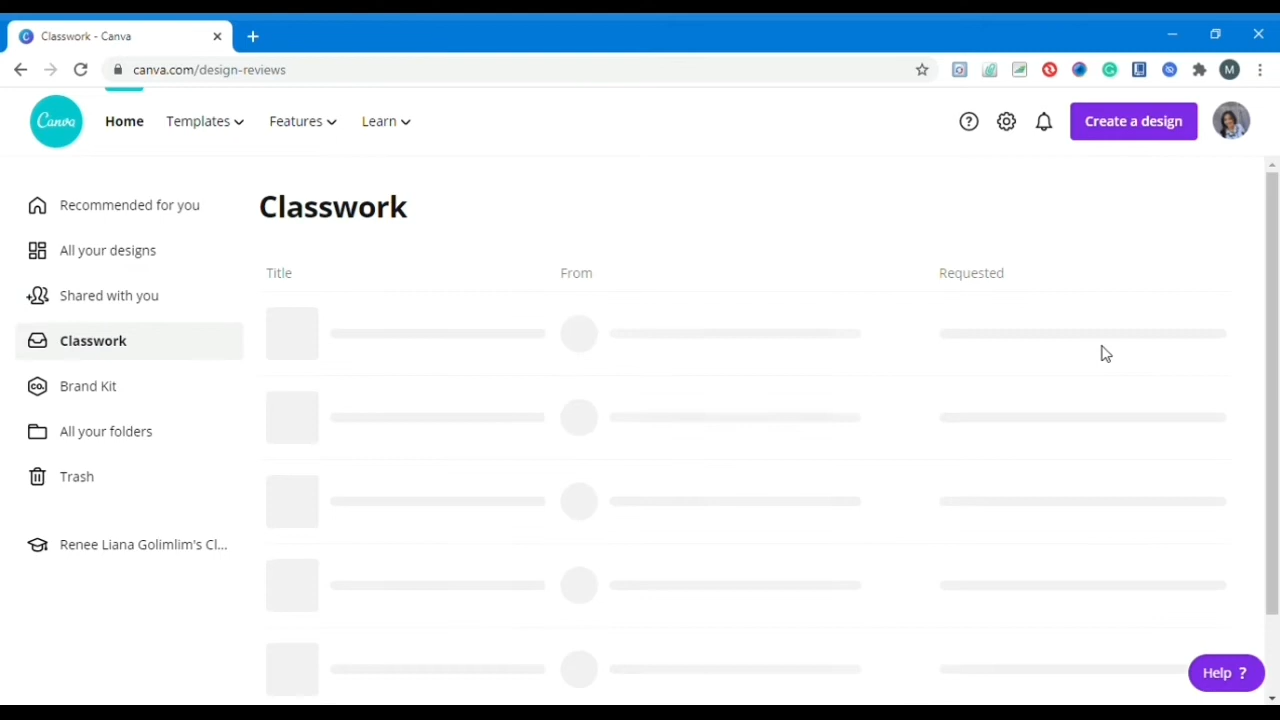 Classwork - Canva
canva.com/design-reviews
M
Canva
Home
Templates
Features
Learn
Create a design
Recommended for you
All your designs
Shared with you
Classwork
Brand Kit
All your folders
Trash
Renee Liana Golimlim's Cl...
Classwork
Title From Requested
Help ?